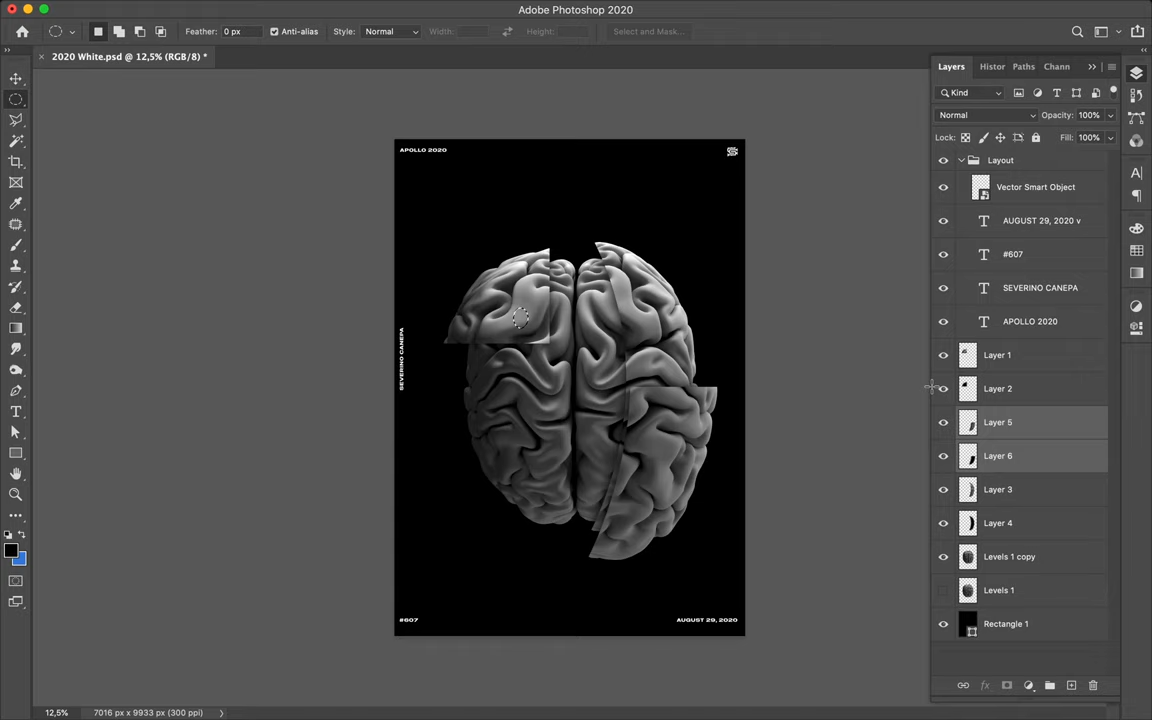 Adobe Photoshop 2020
Feather: 0 px Anti-alias Style: Normal Width: Height: Select and Mask...
2020 White.psd @ 12,5% (RGB/8) *
Layers Histor Paths Chann
Kind
Normal Opacity: 100%
Lock: Fill: 100%
Layout
Vector Smart Object
AUGUST 29, 2020 v
#607
SEVERINO CANEPA
APOLLO 2020
Layer 1
Layer 2
Layer 5
Layer 6
Layer 3
Layer 4
Levels 1 copy
Levels 1
Rectangle 1
APOLLO 2020
SEVERINO CANEPA
#607 AUGUST 29, 2020
12,5% 7016 px x 9933 px (300 ppi)